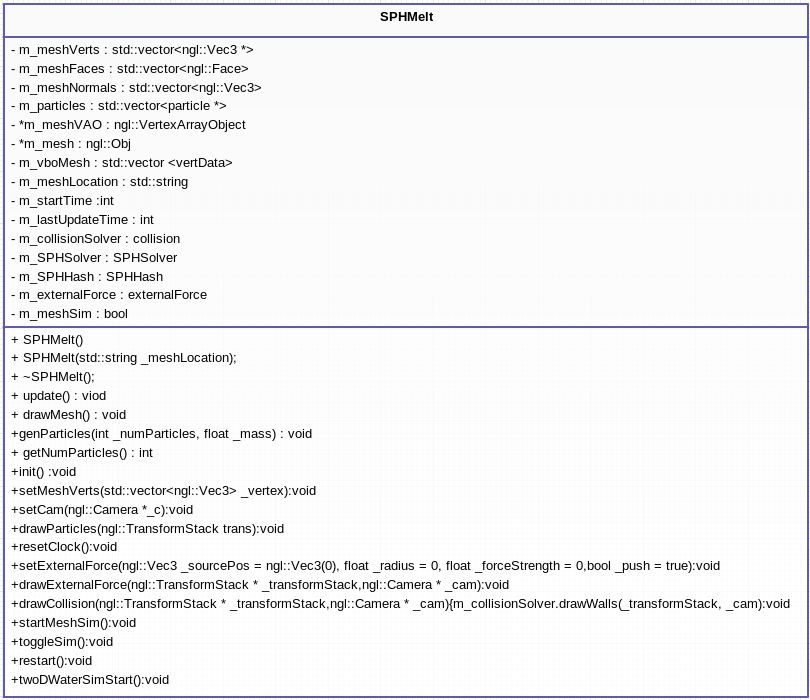 SPHMelt
- m_meshVerts : std::vector<ngl::Vec3 *>
- m_meshFaces : std::vector<ngl::Face>
- m_meshNormals : std::vector<ngl::Vec3>
- m_particles : std::vector<particle *>
- *m_meshVAO : ngl::VertexArrayObject
- *m_mesh : ngl::Obj
- m_vboMesh : std::vector <vertData>
- m_meshLocation : std::string
- m_startTime :int
- m_lastUpdateTime : int
- m_collisionSolver : collision
- m_SPHSolver : SPHSolver
- m_SPHHash : SPHHash
- m_externalForce : externalForce
- m_meshSim : bool
+ SPHMelt()
+ SPHMelt(std::string _meshLocation);
+ ~SPHMelt();
+ update() : viod
+ drawMesh() : void
+genParticles(int _numParticles, float _mass) : void
+ getNumParticles() : int
+init() :void
+setMeshVerts(std::vector<ngl::Vec3> _vertex):void
+setCam(ngl::Camera *_c):void
+drawParticles(ngl::TransformStack trans):void
+resetClock():void
+setExternalForce(ngl::Vec3 _sourcePos = ngl::Vec3(0), float _radius = 0, float _forceStrength = 0,bool _push = true):void
+drawExternalForce(ngl::TransformStack * _transformStack,ngl::Camera * _cam):void
+drawCollision(ngl::TransformStack * _transformStack,ngl::Camera * _cam){m_collisionSolver.drawWalls(_transformStack, _cam):void
+startMeshSim():void
+toggleSim():void
+restart():void
+twoDWaterSimStart():void